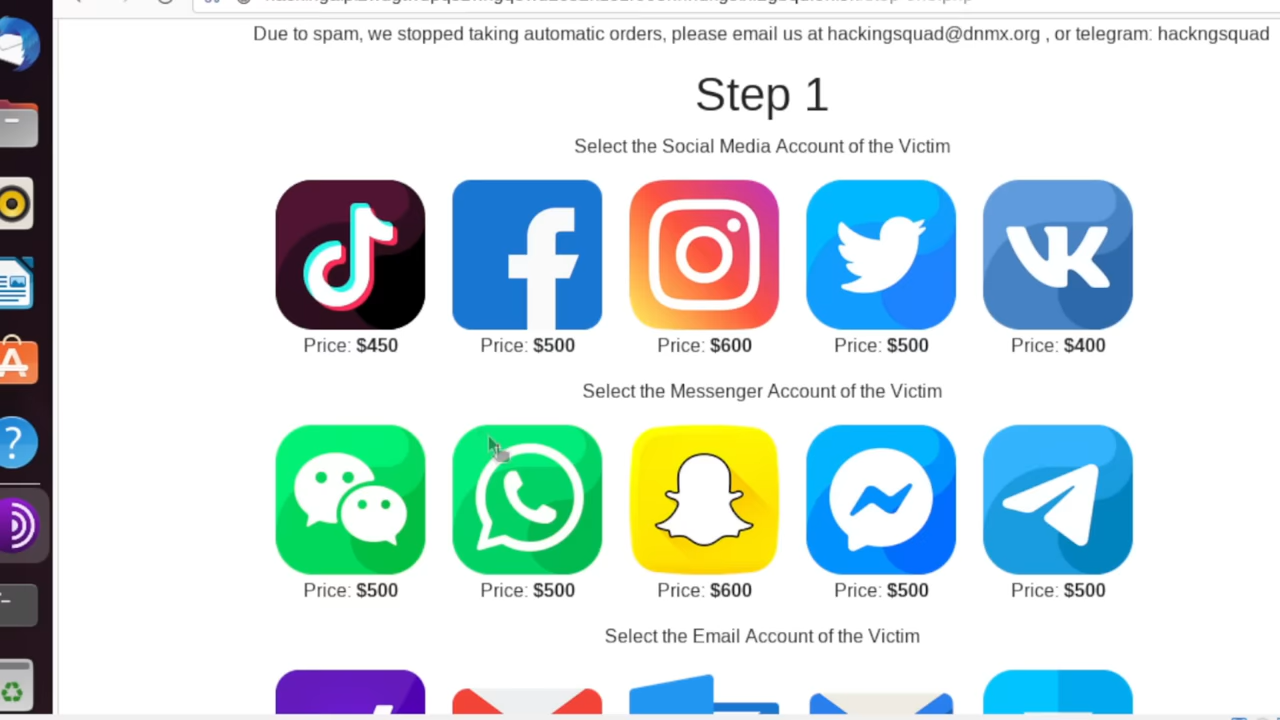 Due to spam, we stopped taking automatic orders, please email us at hackingsquad@dnmx.org , or telegram: hackngsquad
Step 1
Select the Social Media Account of the Victim
Price: $450 Price: $500 Price: $600 Price: $500 Price: $400
Select the Messenger Account of the Victim
Price: $500 Price: $500 Price: $600 Price: $500 Price: $500
Select the Email Account of the Victim